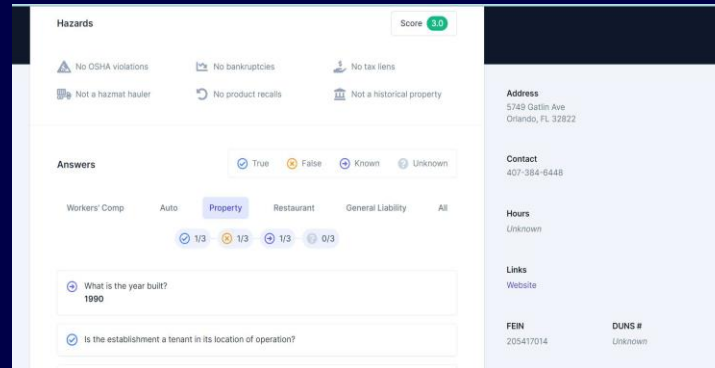 Hazards
Score 3.0
No OSHA violations
No bankruptcies
No tax liens
Not a hazmat hauler
No product recalls
Not a historical property
Answers
True
False
Known
Unknown
Workers' Comp
Auto
Property
Restaurant
General Liability
All
1/3
1/3
1/3
0/3
What is the year built?
1990
Is the establishment a tenant in its location of operation?
Address
5749 Gatlin Ave
Orlando, FL 32822
Contact
407-384-6448
Hours
Unknown
Links
Website
FEIN
205417014
DUNS #
Unknown